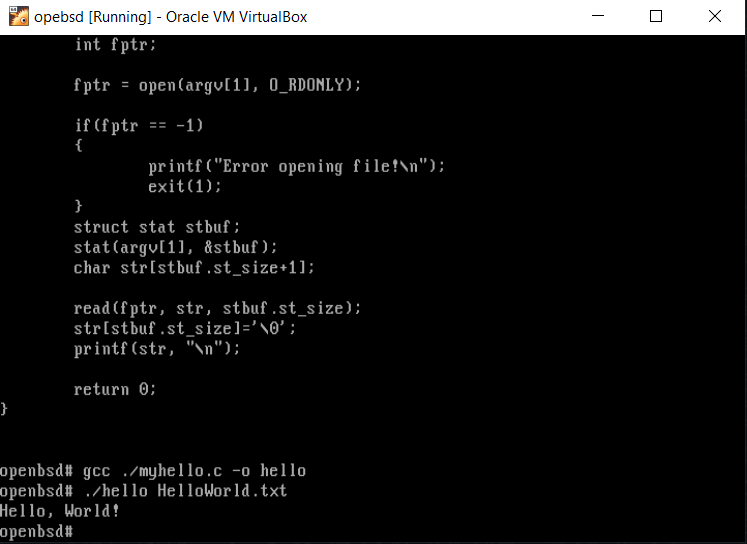 opebsd [Running] - Oracle VM VirtualBox
int fptr;
fptr = open(argv[1], O_RDONLY);
if(fptr == -1)
{
printf("Error opening file!\n");
exit(1);
}
struct stat stbuf;
stat(argv[1], &stbuf);
char str[stbuf.st_size+1];
read(fptr, str, stbuf.st_size);
str[stbuf.st_size]='\0';
printf(str, "\n");
return 0;
}
openbsd# gcc ./myhello.c -o hello
openbsd# ./hello HelloWorld.txt
Hello, World!
openbsd#